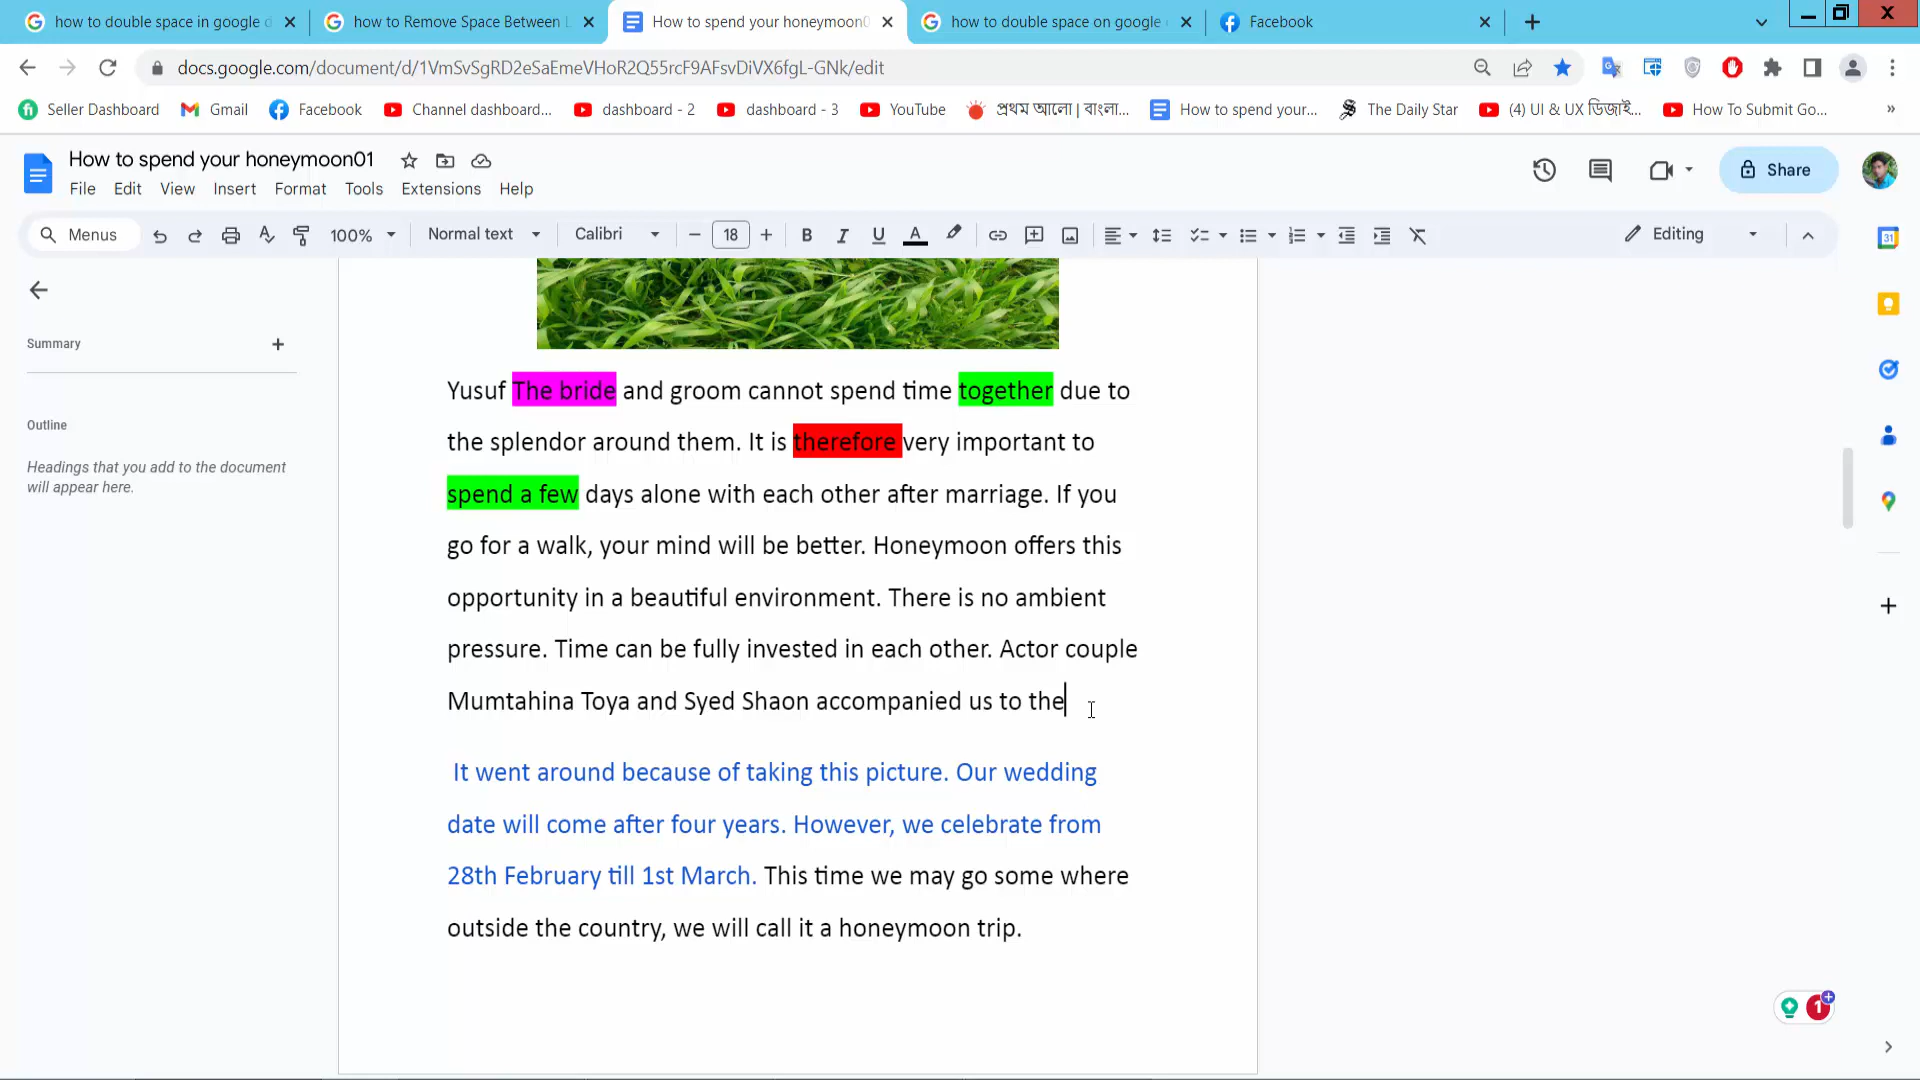 how to double space in google d
how to Remove Space Between L
How to spend your honeymoon0
how to double space on google
Facebook
docs.google.com/document/d/1VmSvSgRD2eSaEmeVHoR2Q55rcF9AFsvDiVX6fgL-GNk/edit
Seller Dashboard
Gmail
Facebook
Channel dashboard...
dashboard - 2
dashboard - 3
YouTube
প্রথম আলো | বাংলা...
How to spend your...
The Daily Star
(4) UI & UX ডিজাই...
How To Submit Go...
How to spend your honeymoon01
File Edit View Insert Format Tools Extensions Help
Share
Menus
100%
Normal text
Calibri
18
Editing
Summary
Outline
Headings that you add to the document
will appear here.
Yusuf The bride and groom cannot spend time together due to
the splendor around them. It is therefore very important to
spend a few days alone with each other after marriage. If you
go for a walk, your mind will be better. Honeymoon offers this
opportunity in a beautiful environment. There is no ambient
pressure. Time can be fully invested in each other. Actor couple
Mumtahina Toya and Syed Shaon accompanied us to the
It went around because of taking this picture. Our wedding
date will come after four years. However, we celebrate from
28th February till 1st March. This time we may go some where
outside the country, we will call it a honeymoon trip.
31
1